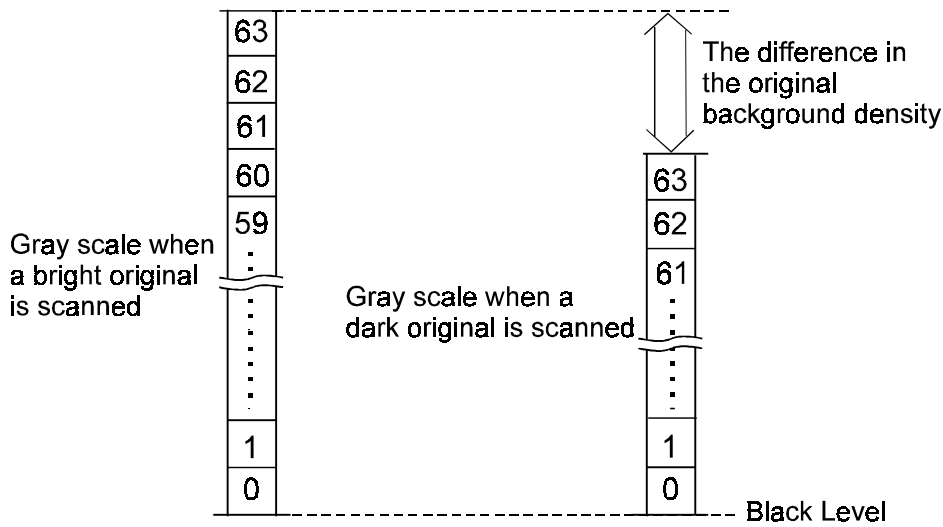 63
62
61
60
59
1
0
Gray scale when
a bright original
is scanned
Gray scale when a
dark original is scanned
The difference in
the original
background density
63
62
61
1
0
Black Level